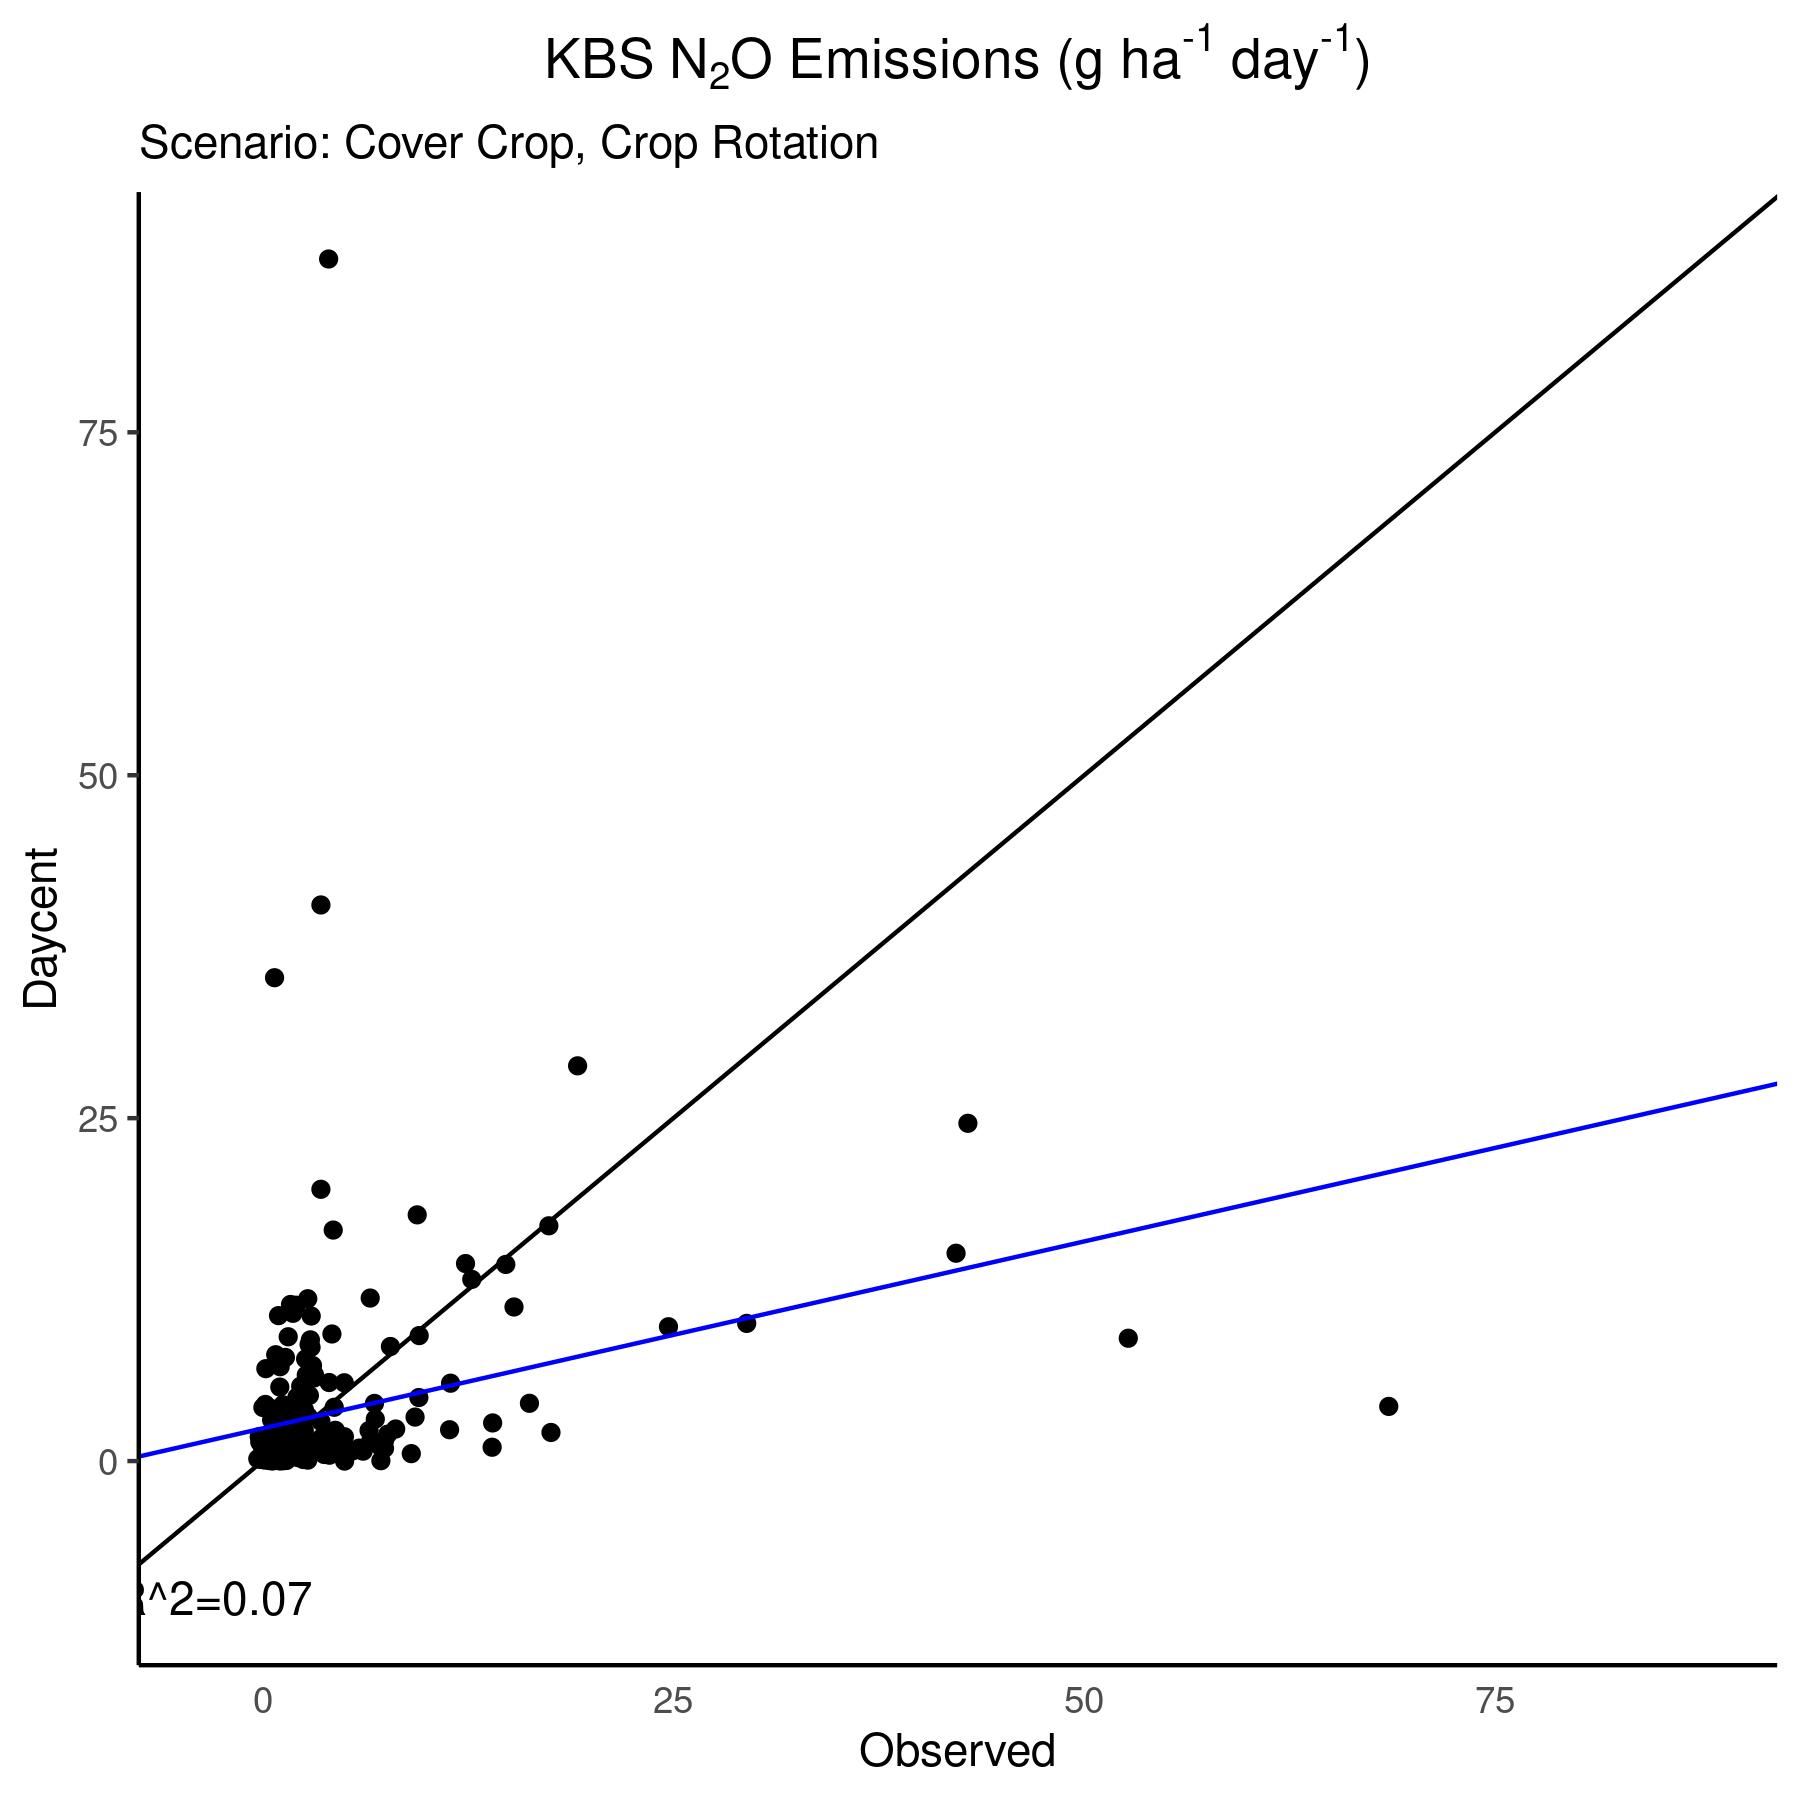 KBS N₂O Emissions (g ha⁻¹ day⁻¹)
Scenario: Cover Crop, Crop Rotation
75
50
25
0
Daycent
^2=0.07
0 25 50 75
Observed